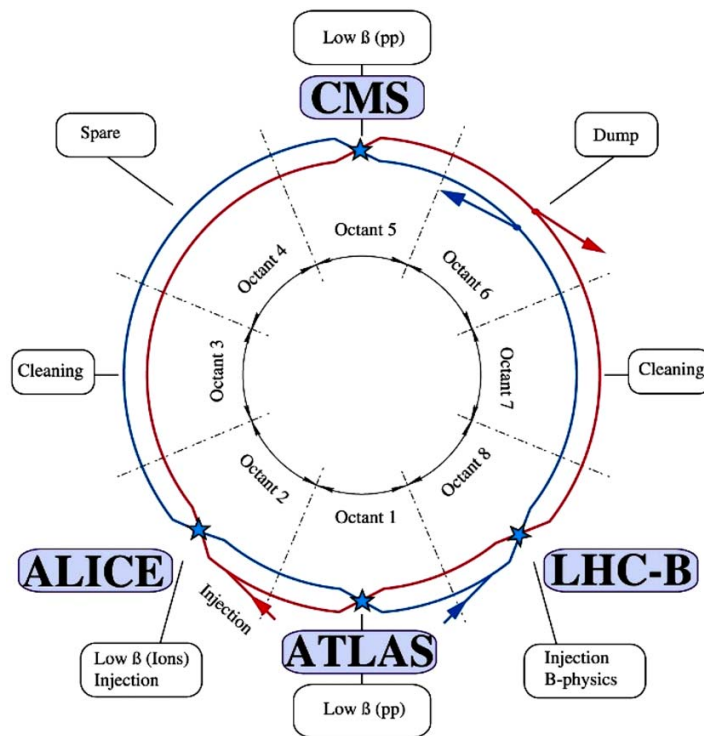 Low ß (pp)
CMS
Spare
Dump
Octant 5
Octant 4
Octant 6
Octant 3
Cleaning
Cleaning
Octant 7
Octant 2
Octant 8
Octant 1
ALICE
LHC-B
Injection
ATLAS
Low ß (Ions)
Injection
Injection
B-physics
Low ß (pp)